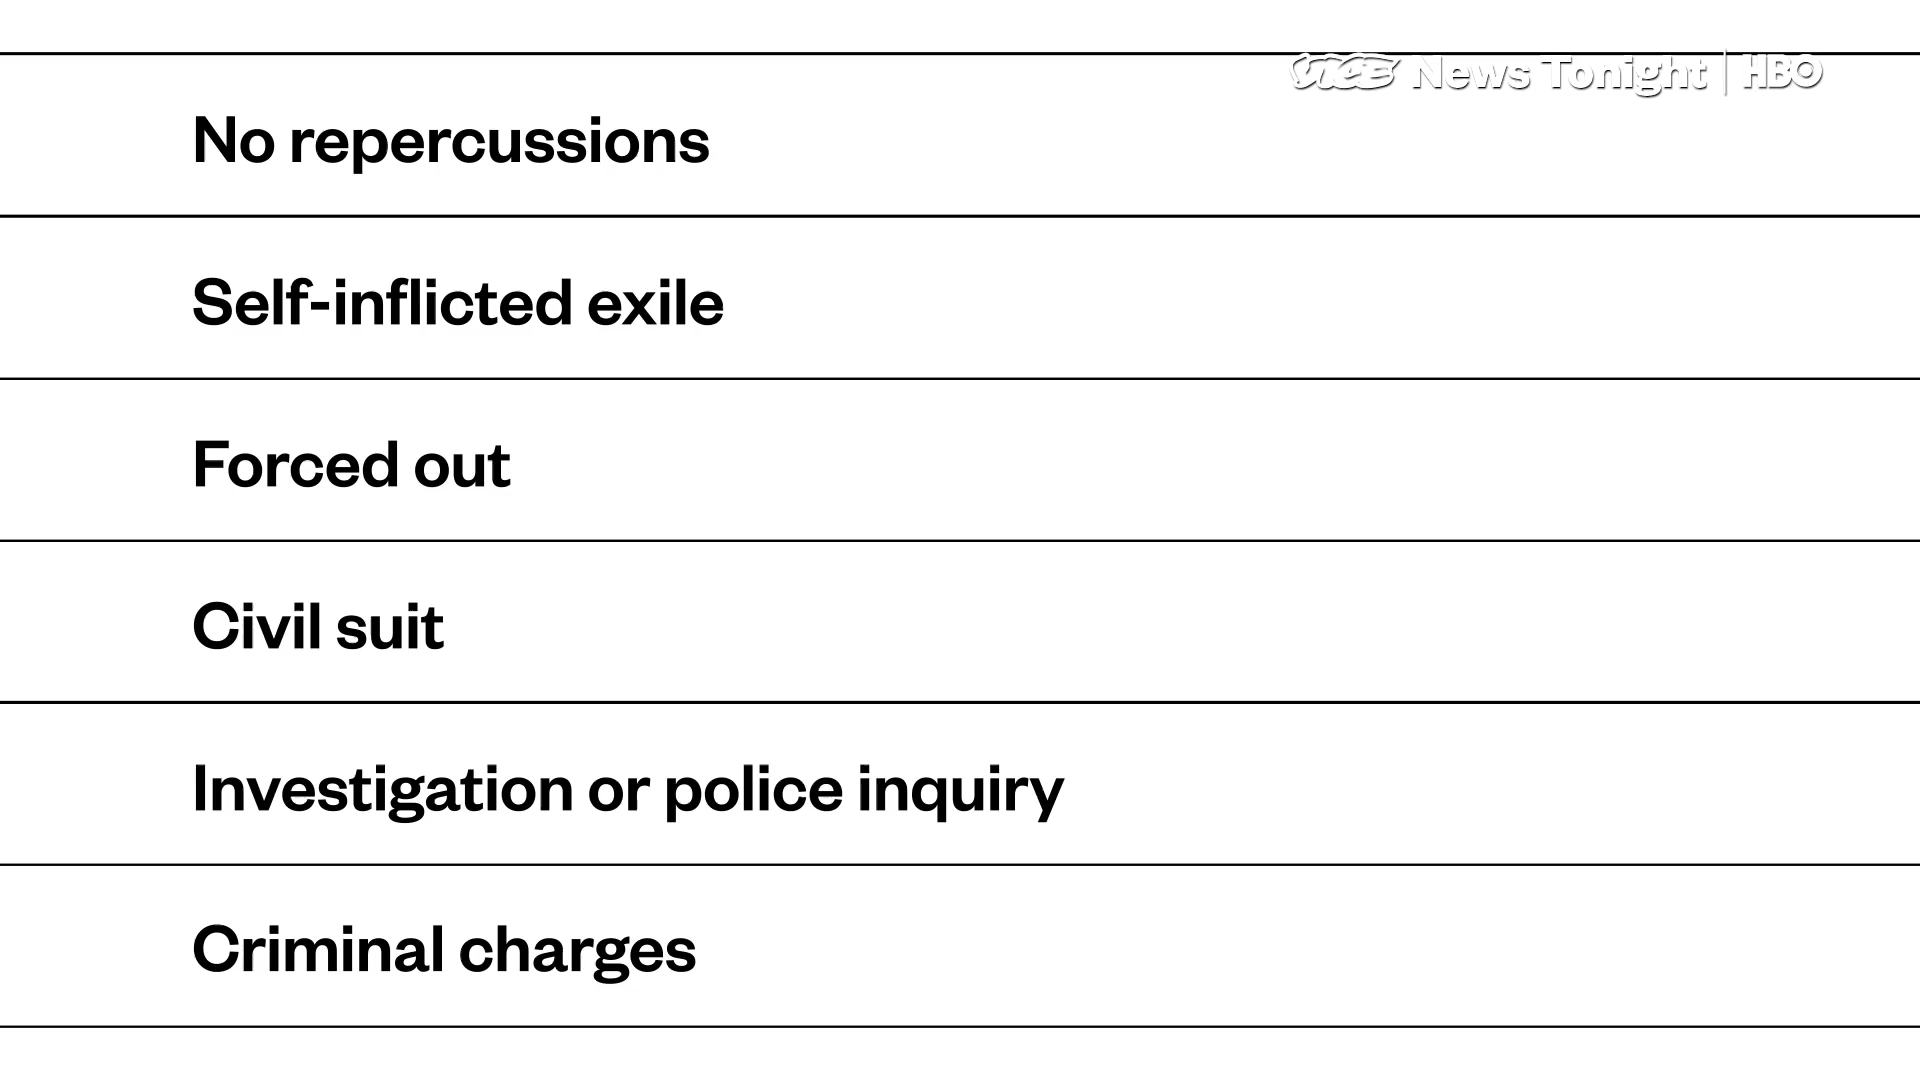 VICE News Tonight | HBO
No repercussions
Self-inflicted exile
Forced out
Civil suit
Investigation or police inquiry
Criminal charges